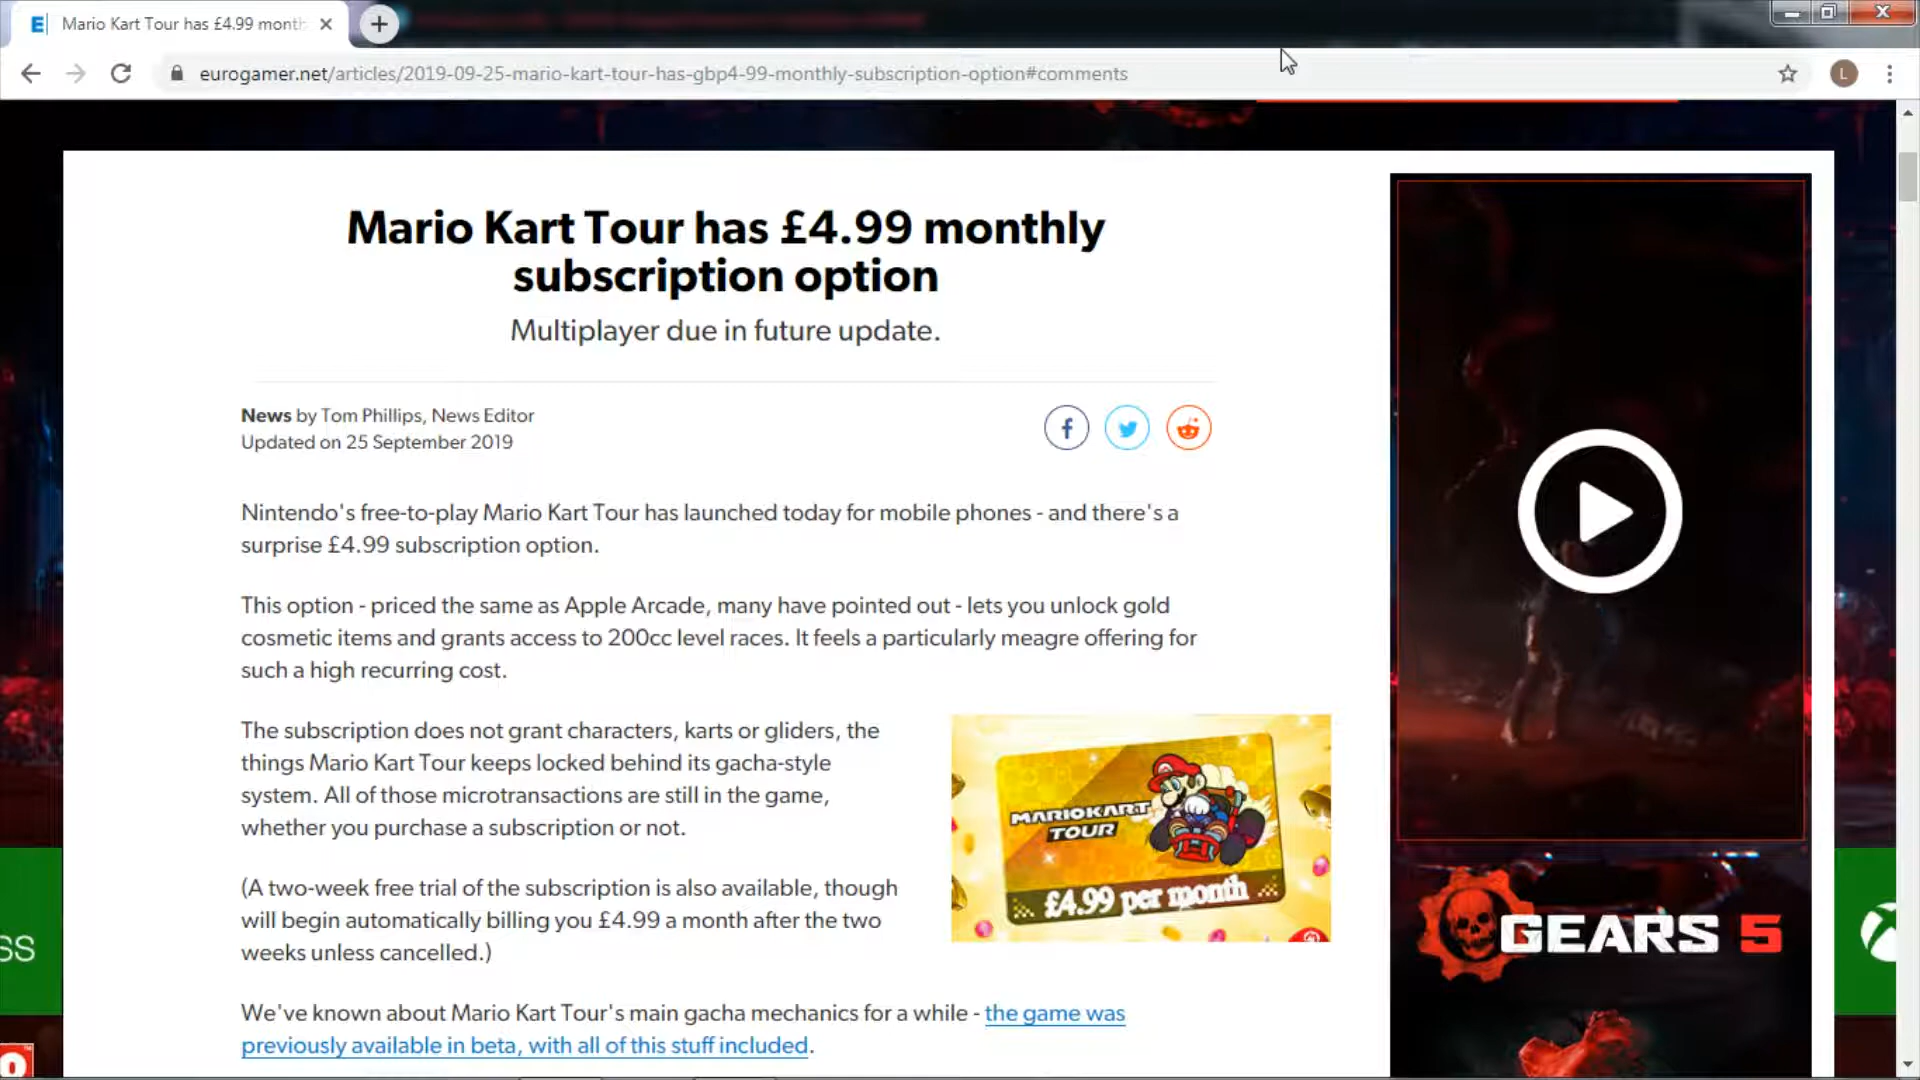 Mario Kart Tour has £4.99 month
eurogamer.net/articles/2019-09-25-mario-kart-tour-has-gbp4-99-monthly-subscription-option#comments
L
Mario Kart Tour has £4.99 monthly
subscription option
Multiplayer due in future update.
News by Tom Phillips, News Editor
Updated on 25 September 2019
Nintendo's free-to-play Mario Kart Tour has launched today for mobile phones - and there's a
surprise £4.99 subscription option.
This option - priced the same as Apple Arcade, many have pointed out - lets you unlock gold
cosmetic items and grants access to 200cc level races. It feels a particularly meagre offering for
such a high recurring cost.
The subscription does not grant characters, karts or gliders, the
things Mario Kart Tour keeps locked behind its gacha-style
system. All of those microtransactions are still in the game,
whether you purchase a subscription or not.
MARIOKART
TOUR
£4.99 per month
(A two-week free trial of the subscription is also available, though
will begin automatically billing you £4.99 a month after the two
weeks unless cancelled.)
We've known about Mario Kart Tour's main gacha mechanics for a while - the game was
previously available in beta, with all of this stuff included.
GEARS 5
SS